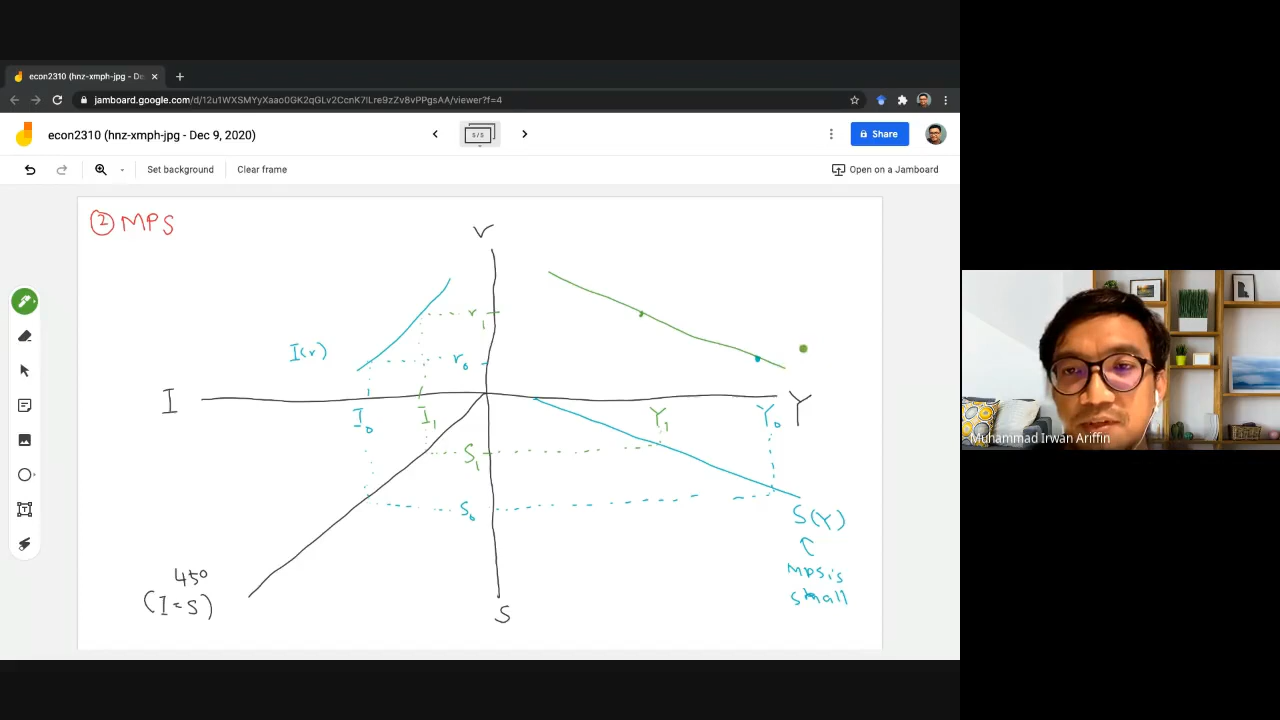 econ2310 (hnz-xmph-jpg - De
jamboard.google.com/d/12u1WXSMYyXaao0GK2qGLv2CcnK7lLre9zZv8vPPgsAA/viewer?f=4
econ2310 (hnz-xmph-jpg - Dec 9, 2020)
5 / 5
Share
Set background
Clear frame
Open on a Jamboard
② MPS
r
r₁
I(r)
r₀
I
I₀
I₁
Y₁
Y₀
Y
S₁
S₀
S(Y)
↑
MPS is
small
45°
(I=S)
S
Muhammad Irwan Ariffin